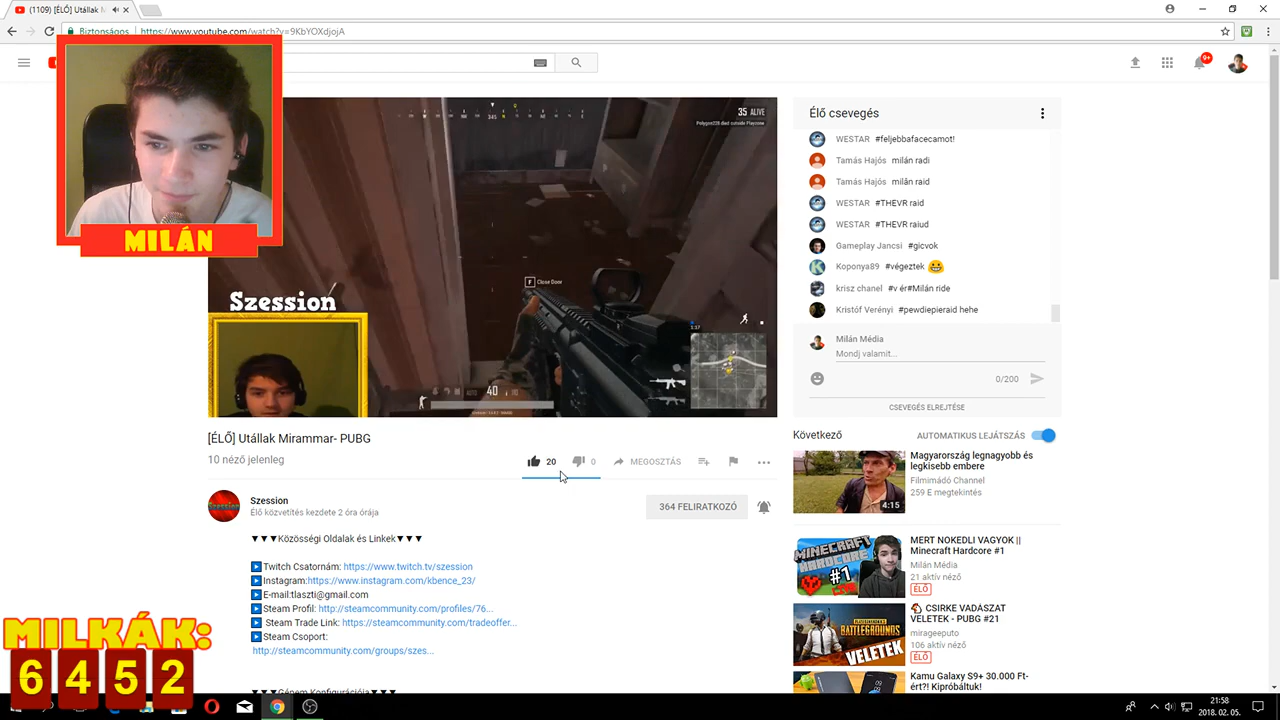 (1109) [ÉLŐ] Utállak M
Biztonságos
https://www.youtube.com/watch?v=9KbYOXdjojA
9+
MILÁN
35 ALIVE
F Close Door
Szession
40
[ÉLŐ] Utállak Mirammar- PUBG
10 néző jelenleg
20
0
MEGOSZTÁS
Szession
Élő közvetítés kezdete 2 óra órája
364 FELIRATKOZÓ
▼▼▼Közösségi Oldalak és Linkek▼▼▼
Twitch Csatornám: https://www.twitch.tv/szession
Instagram:https://www.instagram.com/kbence_23/
E-mail:tlaszti@gmail.com
Steam Profil: http://steamcommunity.com/profiles/76...
Steam Trade Link: https://steamcommunity.com/tradeoffer...
Steam Csoport:
http://steamcommunity.com/groups/szes...
▼▼▼Gépem Konfigurációja▼▼▼
MILKÁK:
6452
Élő csevegés
WESTAR #feljebbafacecamot!
Tamás Hajós milán radi
Tamás Hajós milán raid
WESTAR #THEVR raid
WESTAR #THEVR raiud
Gameplay Jancsi #gicvok
Koponya89 #végeztek
krisz chanel #v ér#Milán ride
Kristóf Verényi #pewdiepieraid hehe
Milán Média
Mondj valamit...
0/200
CSEVEGÉS ELREJTÉSE
Következő
AUTOMATIKUS LEJÁTSZÁS
4:15
Magyarország legnagyobb és
legkisebb embere
Filmimádó Channel
259 E megtekintés
MINECRAFT
HARDCORE
#1
MERT NOKEDLI VAGYOK ||
Minecraft Hardcore #1
Milán Média
21 aktív néző
ÉLŐ
BATTLEGROUNDS
VELETEK
CSIRKE VADÁSZAT
VELETEK - PUBG #21
mirageeputo
106 aktív néző
ÉLŐ
Kamu Galaxy S9+ 30.000 Ft-
ért?! Kipróbáltuk!
21:58
2018. 02. 05.